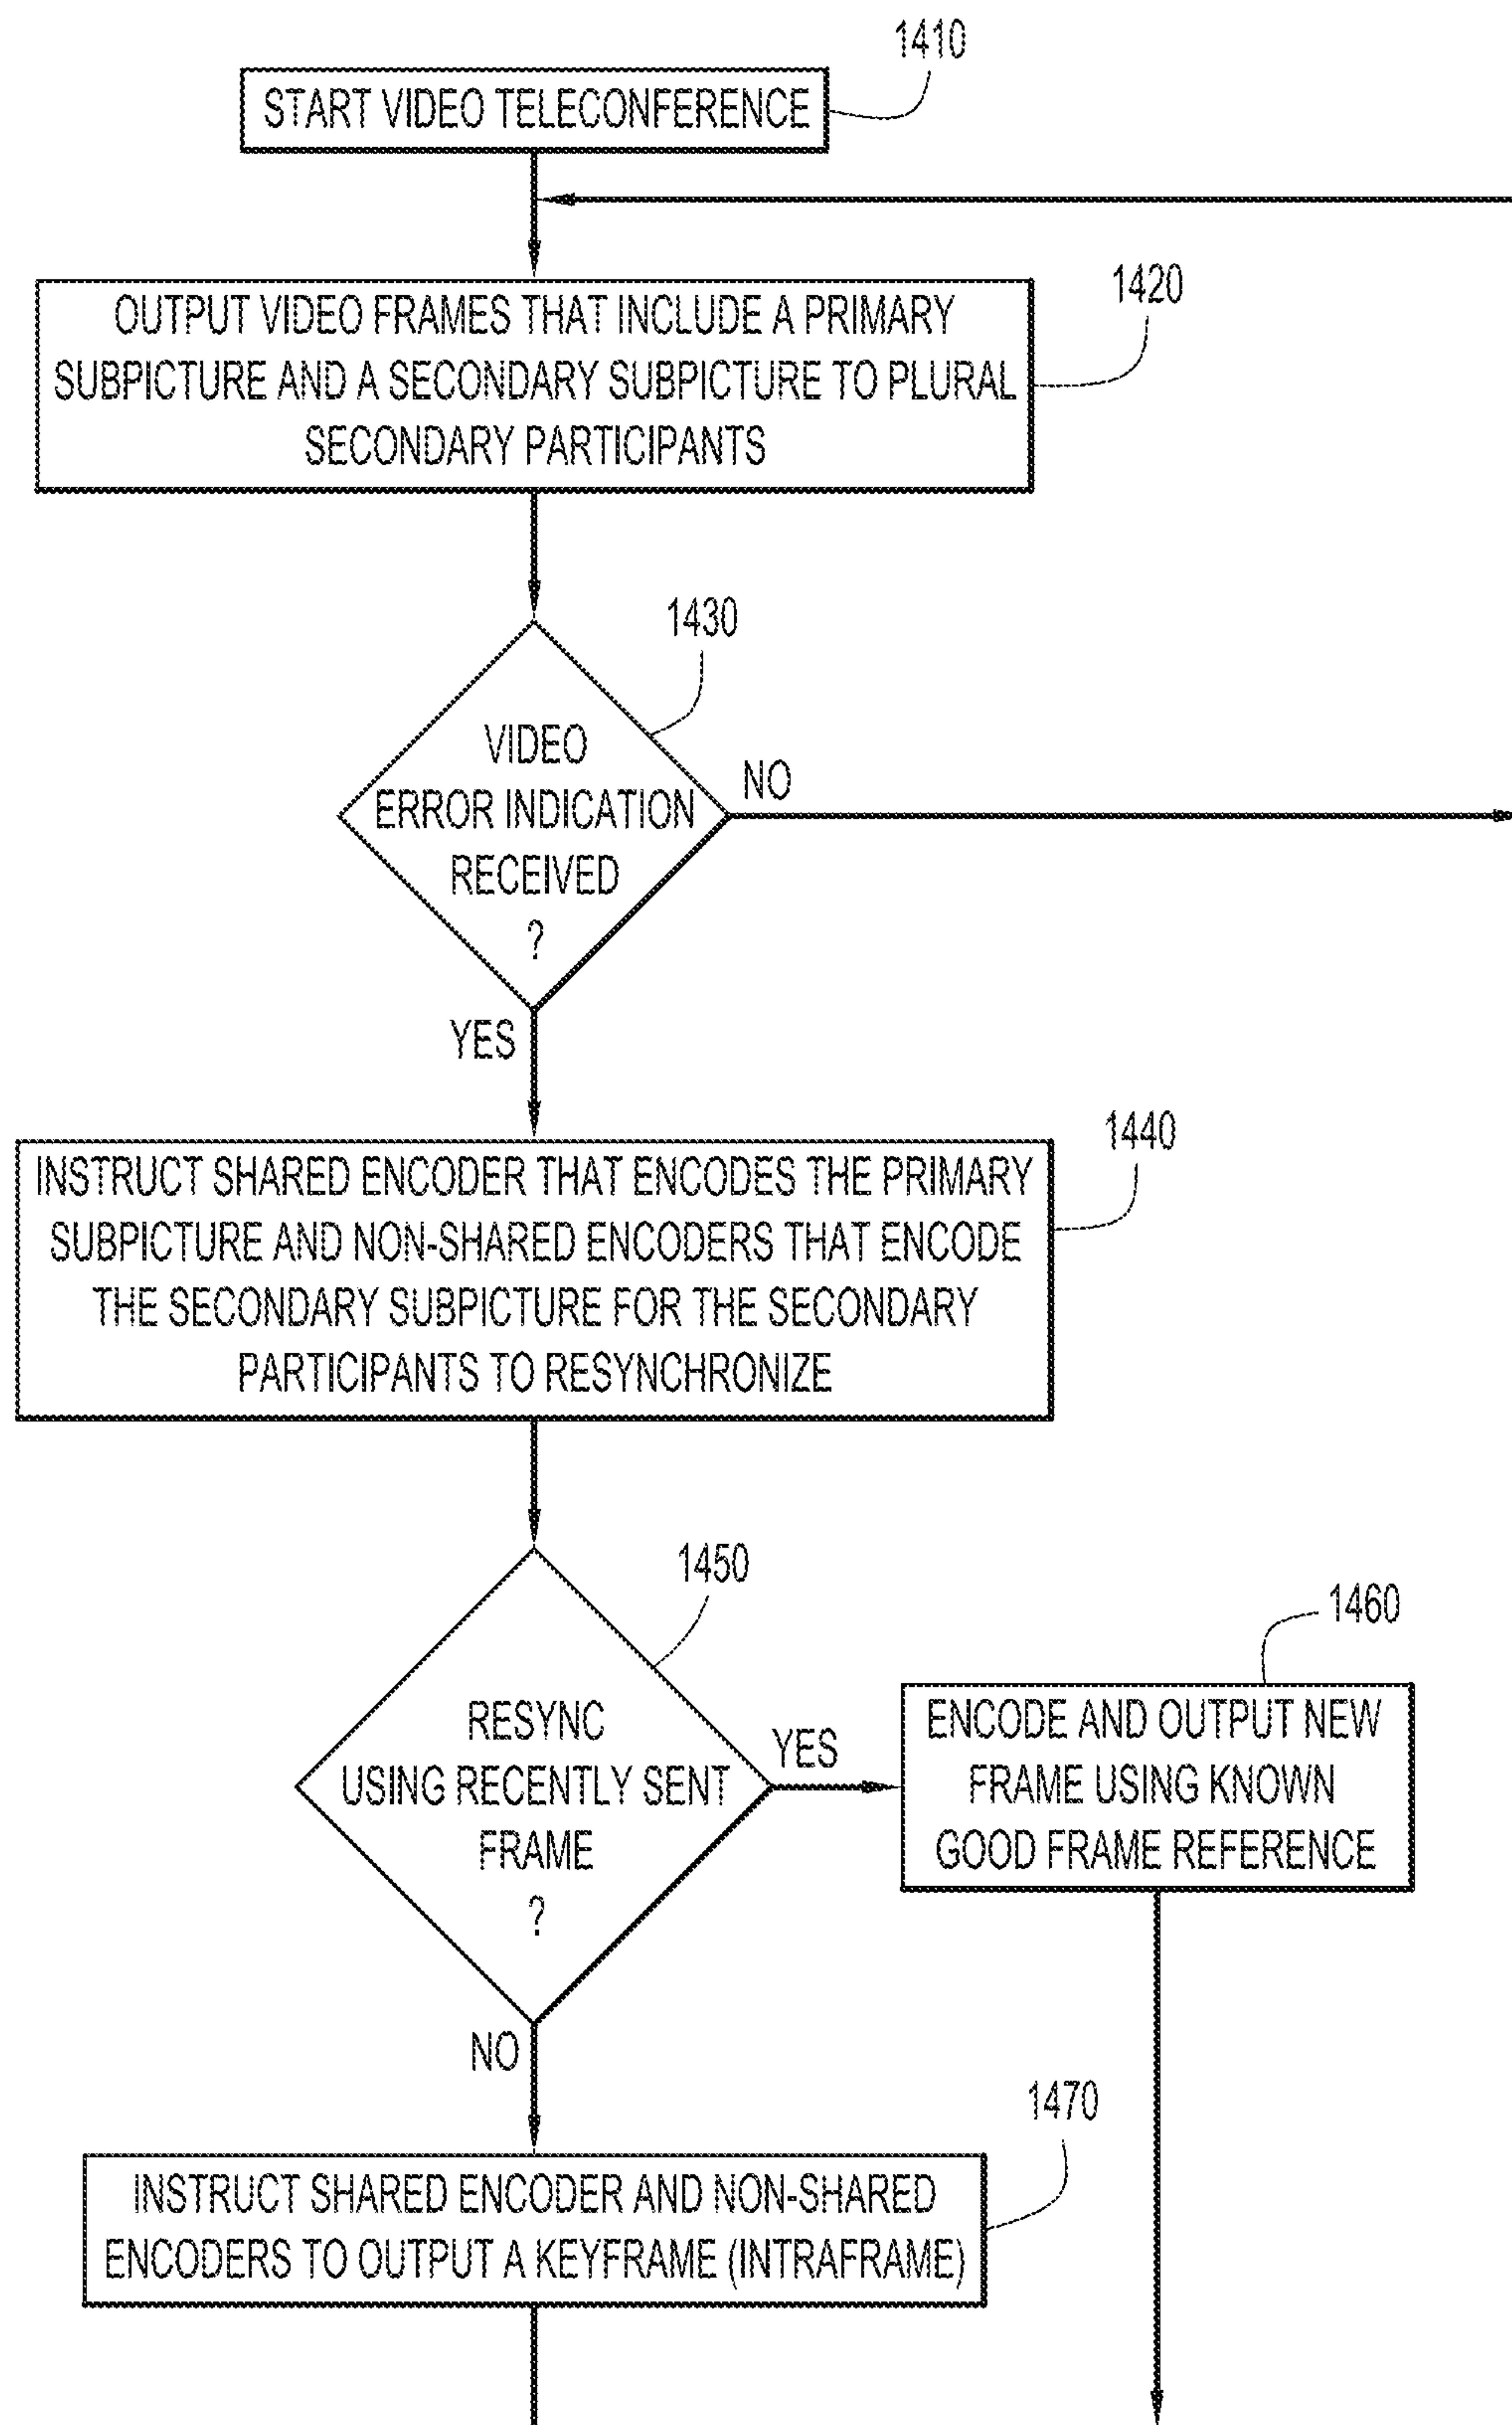 1410
START VIDEO TELECONFERENCE
1420
OUTPUT VIDEO FRAMES THAT INCLUDE A PRIMARY
SUBPICTURE AND A SECONDARY SUBPICTURE TO PLURAL
SECONDARY PARTICIPANTS
1430
VIDEO
ERROR INDICATION
RECEIVED
?
NO
YES
1440
INSTRUCT SHARED ENCODER THAT ENCODES THE PRIMARY
SUBPICTURE AND NON-SHARED ENCODERS THAT ENCODE
THE SECONDARY SUBPICTURE FOR THE SECONDARY
PARTICIPANTS TO RESYNCHRONIZE
1450
RESYNC
USING RECENTLY SENT
FRAME
?
YES
1460
ENCODE AND OUTPUT NEW
FRAME USING KNOWN
GOOD FRAME REFERENCE
NO
1470
INSTRUCT SHARED ENCODER AND NON-SHARED
ENCODERS TO OUTPUT A KEYFRAME (INTRAFRAME)